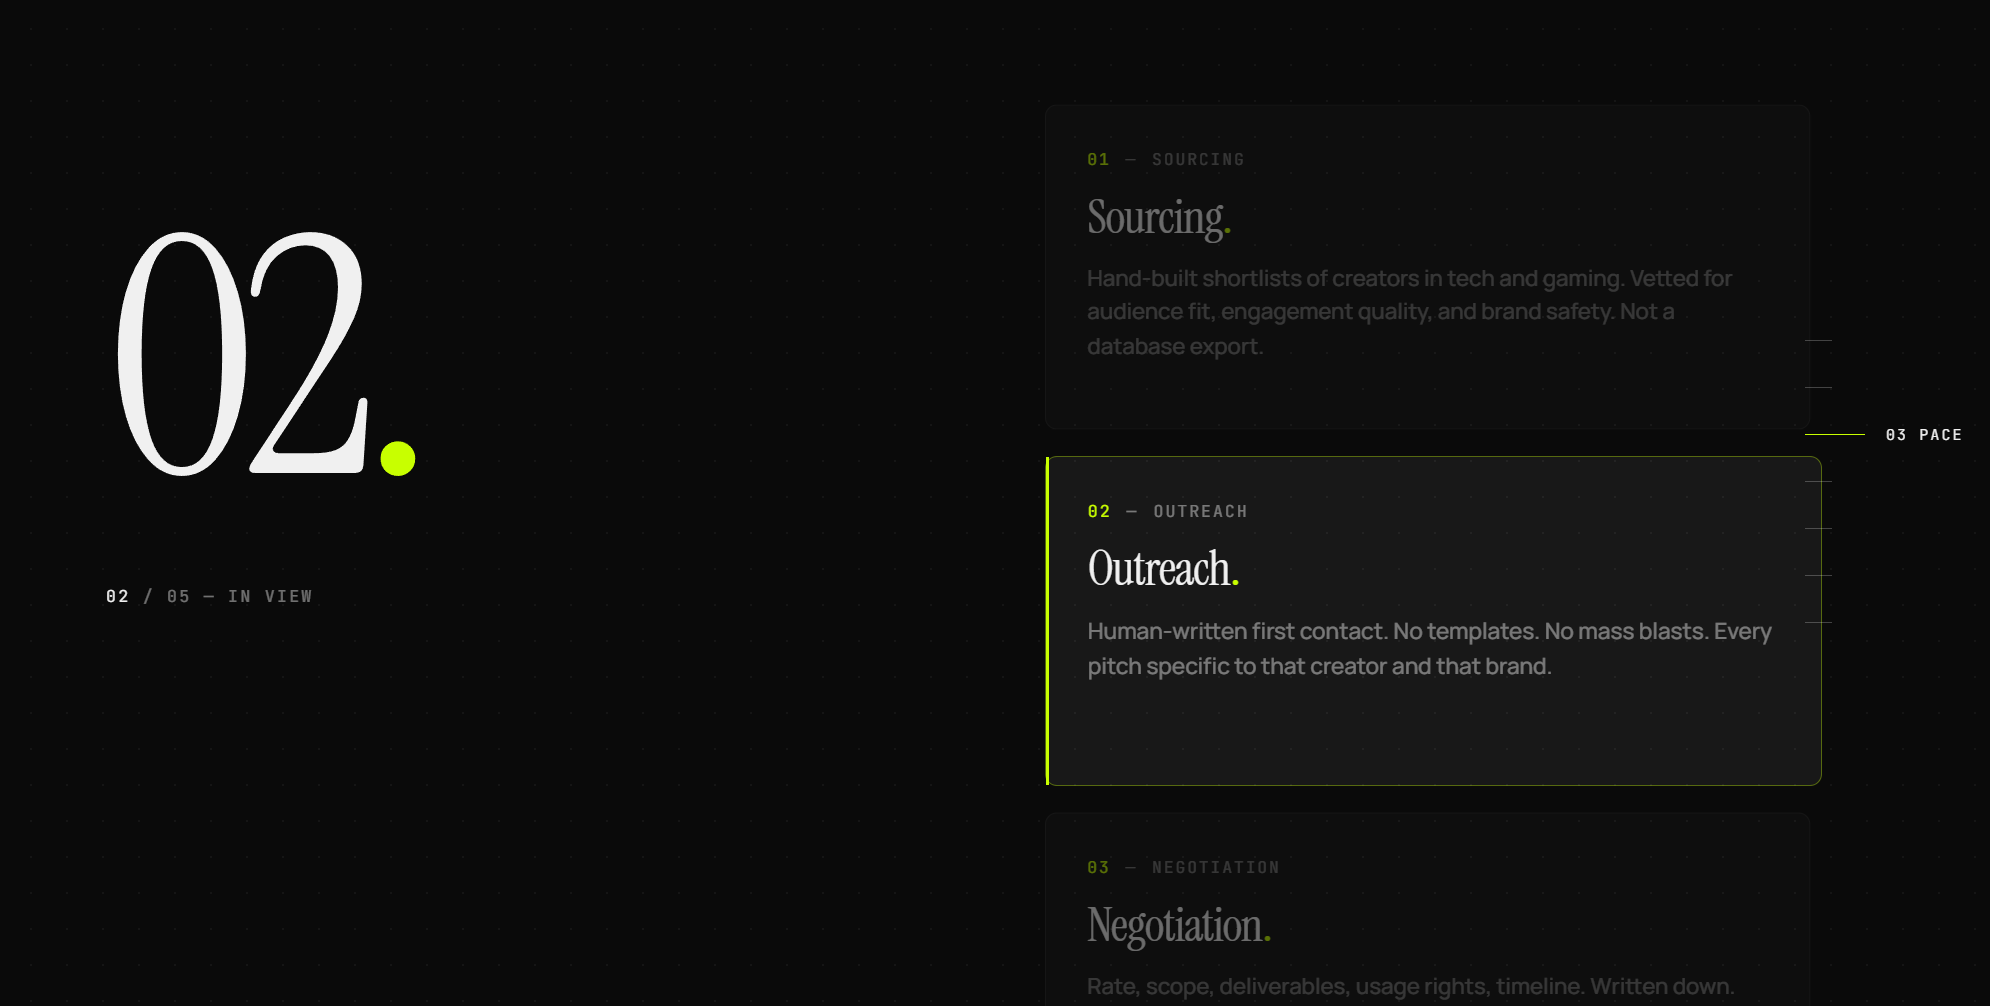 02.
02 / 05 — IN VIEW
01 — SOURCING
Sourcing.
Hand-built shortlists of creators in tech and gaming. Vetted for
audience fit, engagement quality, and brand safety. Not a
database export.
03 PACE
02 — OUTREACH
Outreach.
Human-written first contact. No templates. No mass blasts. Every
pitch specific to that creator and that brand.
03 — NEGOTIATION
Negotiation.
Rate, scope, deliverables, usage rights, timeline. Written down.